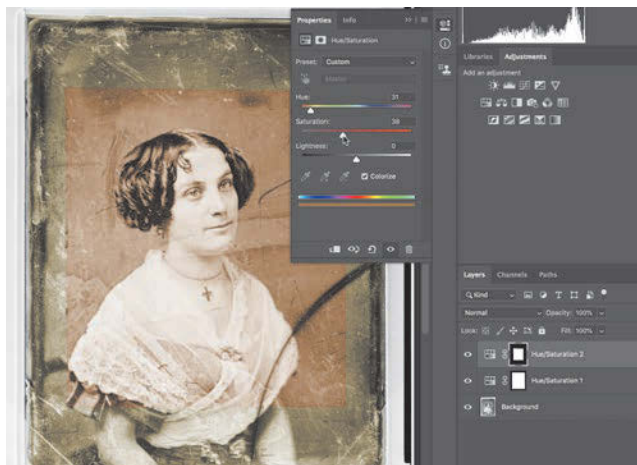 Properties Info
Hue/Saturation
Preset: Custom
Master
Hue: 31
Saturation: 38
Lightness: 0
Colorize
Libraries Adjustments
Add an adjustment
Layers Channels Paths
Kind
Normal Opacity: 100%
Lock: Fill: 100%
Hue/Saturation 2
Hue/Saturation 1
Background